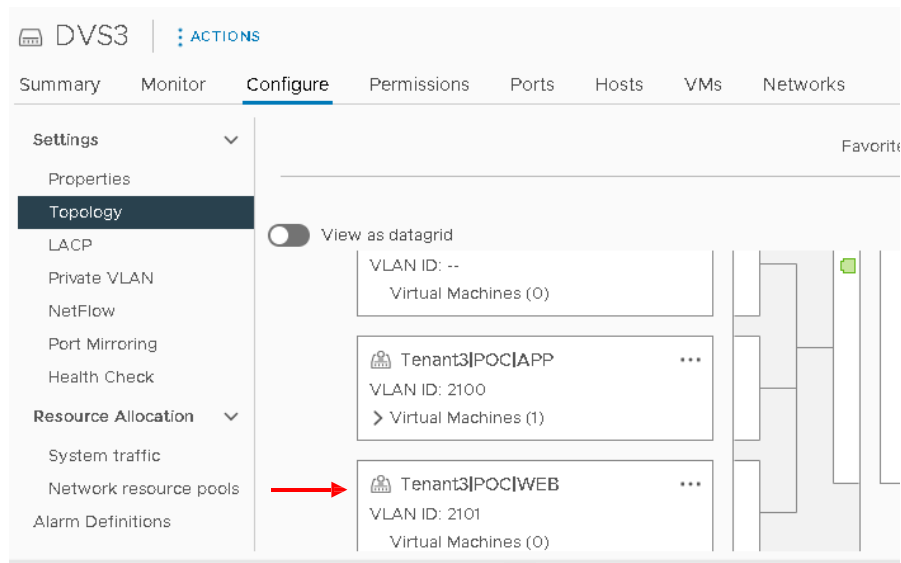 DVS3 ACTIONS
Summary Monitor Configure Permissions Ports Hosts VMs Networks
Settings
Properties
Topology
LACP
Private VLAN
NetFlow
Port Mirroring
Health Check
Resource Allocation
System traffic
Network resource pools
Alarm Definitions
Favorite
View as datagrid
VLAN ID: --
Virtual Machines (0)
Tenant3|POC|APP
VLAN ID: 2100
Virtual Machines (1)
Tenant3|POC|WEB
VLAN ID: 2101
Virtual Machines (0)